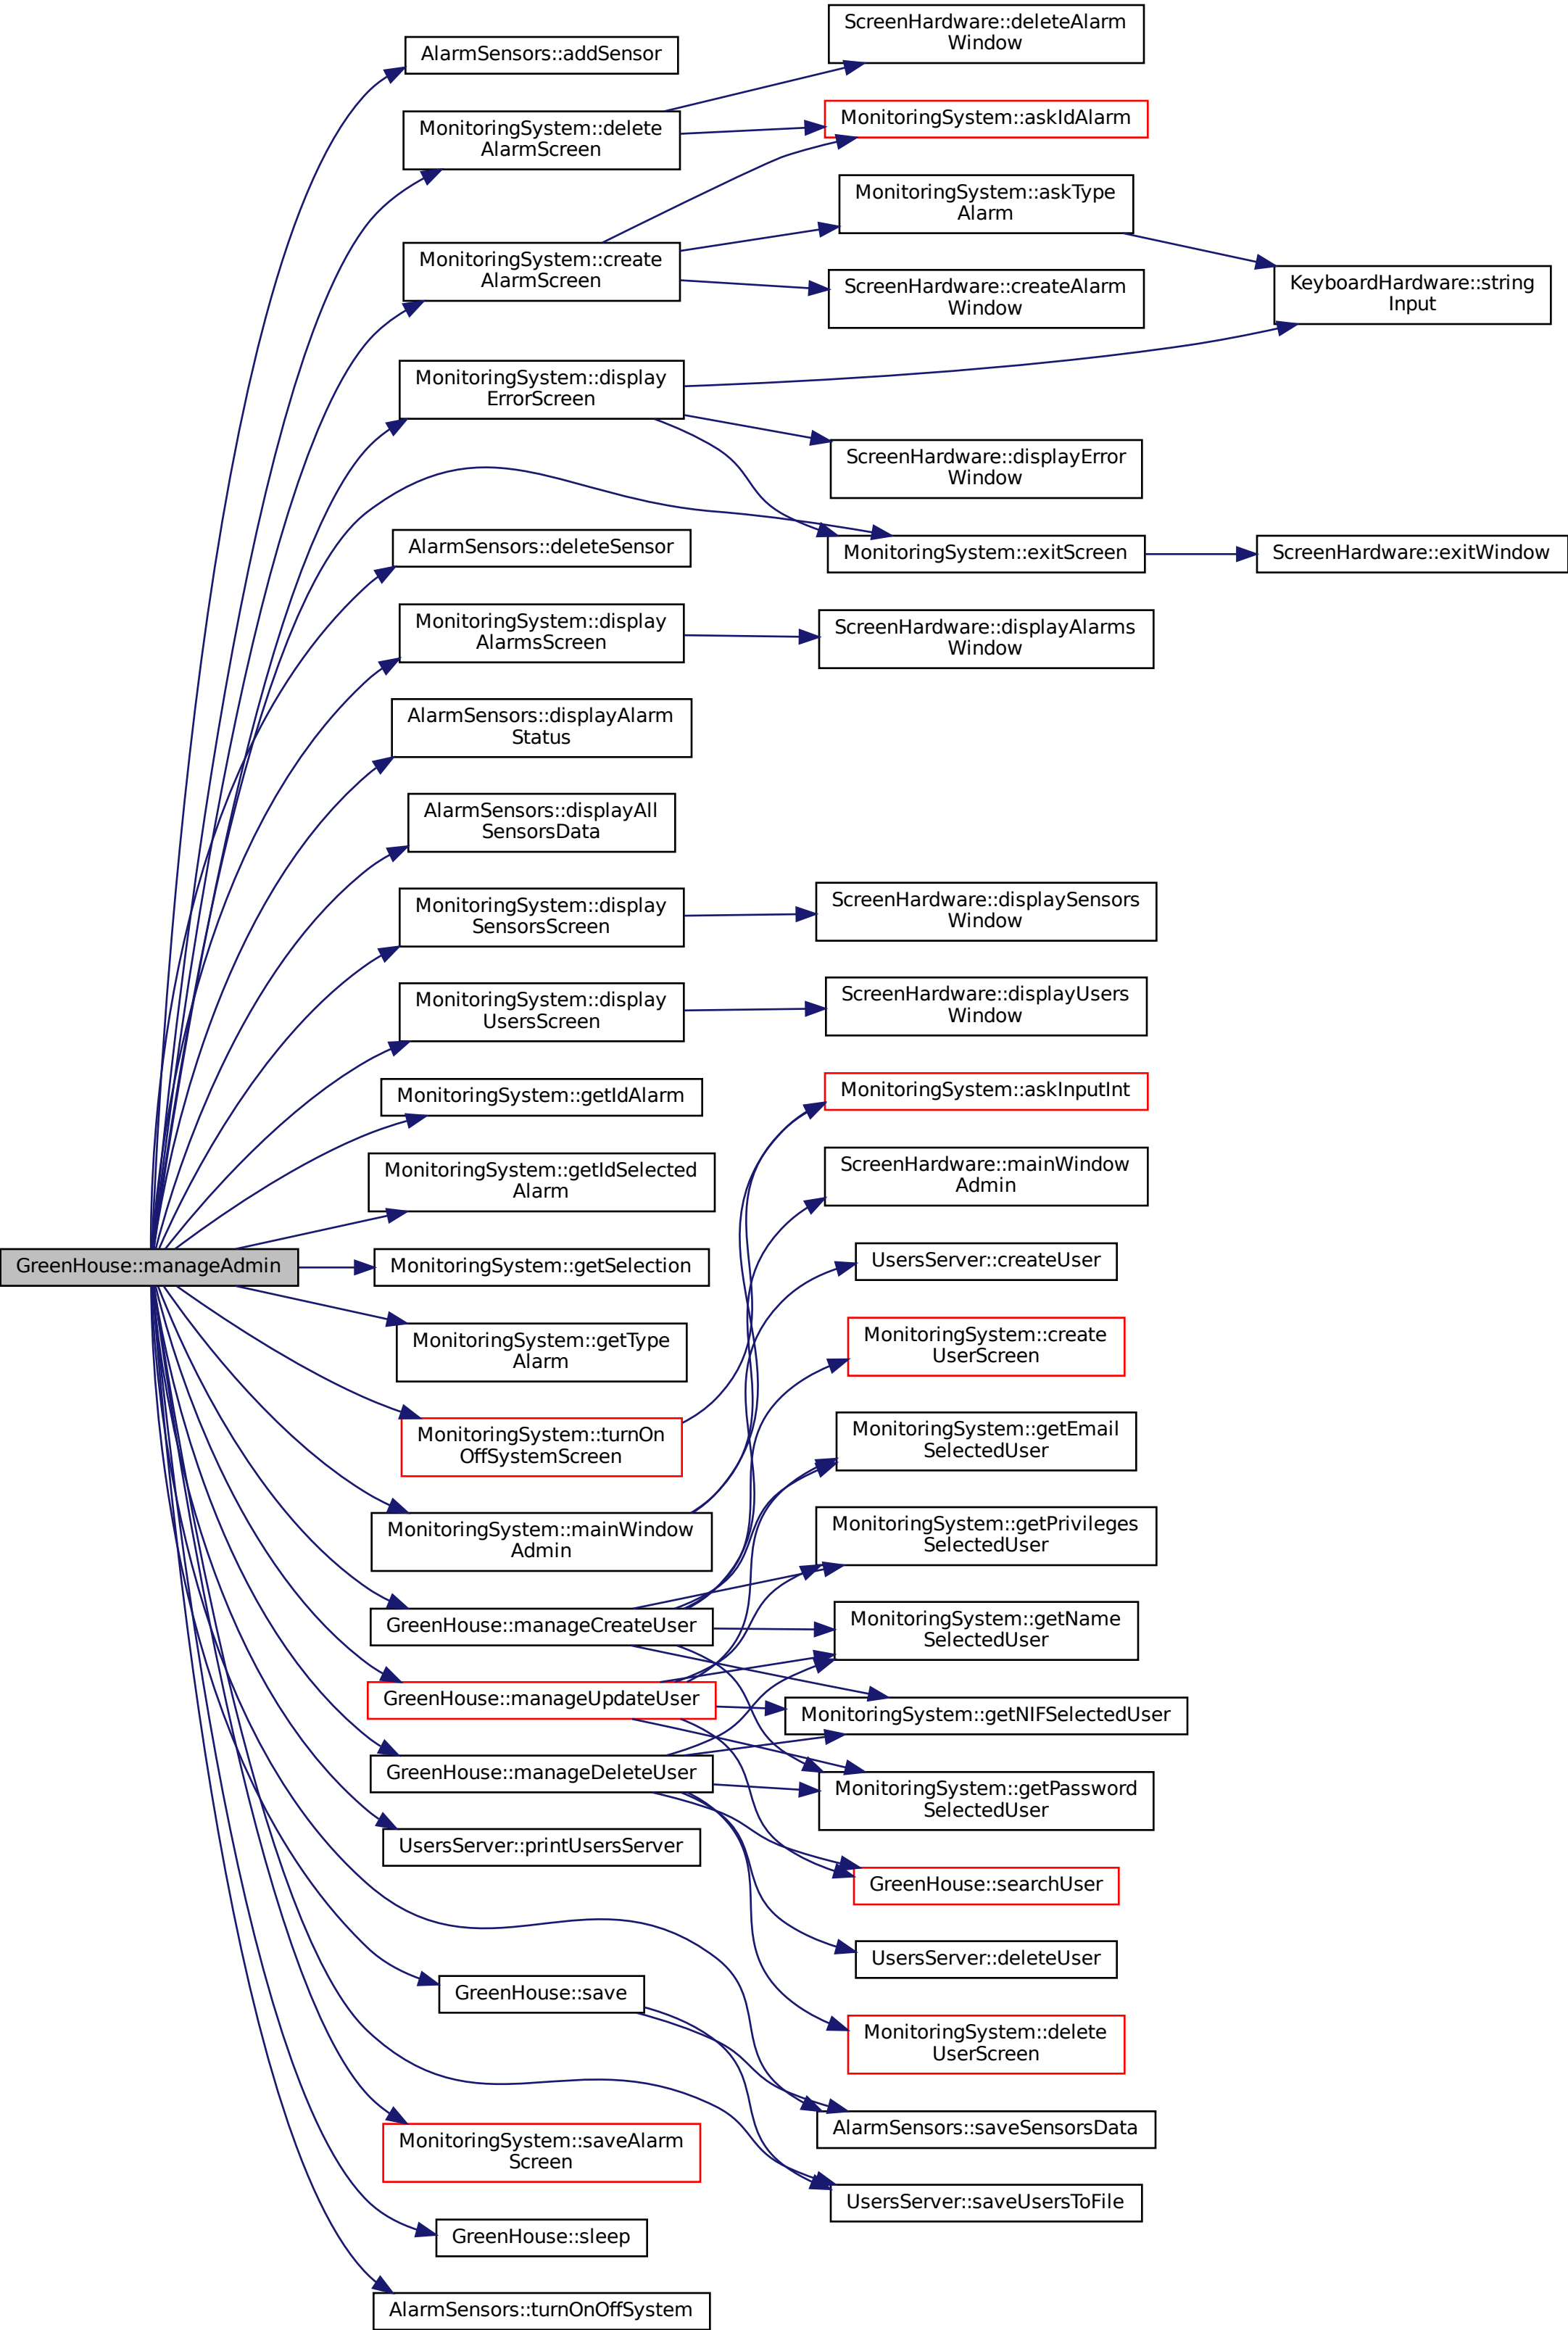 GreenHouse::manageAdmin
AlarmSensors::addSensor
MonitoringSystem::delete
AlarmScreen
MonitoringSystem::create
AlarmScreen
MonitoringSystem::display
ErrorScreen
AlarmSensors::deleteSensor
MonitoringSystem::display
AlarmsScreen
AlarmSensors::displayAlarm
Status
AlarmSensors::displayAll
SensorsData
MonitoringSystem::display
SensorsScreen
MonitoringSystem::display
UsersScreen
MonitoringSystem::getIdAlarm
MonitoringSystem::getIdSelected
Alarm
MonitoringSystem::getSelection
MonitoringSystem::getType
Alarm
MonitoringSystem::turnOn
OffSystemScreen
MonitoringSystem::mainWindow
Admin
GreenHouse::manageCreateUser
GreenHouse::manageUpdateUser
GreenHouse::manageDeleteUser
UsersServer::printUsersServer
GreenHouse::save
MonitoringSystem::saveAlarm
Screen
GreenHouse::sleep
AlarmSensors::turnOnOffSystem
ScreenHardware::deleteAlarm
Window
MonitoringSystem::askIdAlarm
MonitoringSystem::askType
Alarm
ScreenHardware::createAlarm
Window
ScreenHardware::displayError
Window
MonitoringSystem::exitScreen
ScreenHardware::displayAlarms
Window
ScreenHardware::displaySensors
Window
ScreenHardware::displayUsers
Window
MonitoringSystem::askInputInt
ScreenHardware::mainWindow
Admin
UsersServer::createUser
MonitoringSystem::create
UserScreen
MonitoringSystem::getEmail
SelectedUser
MonitoringSystem::getPrivileges
SelectedUser
MonitoringSystem::getName
SelectedUser
MonitoringSystem::getNIFSelectedUser
MonitoringSystem::getPassword
SelectedUser
GreenHouse::searchUser
UsersServer::deleteUser
MonitoringSystem::delete
UserScreen
AlarmSensors::saveSensorsData
UsersServer::saveUsersToFile
KeyboardHardware::string
Input
ScreenHardware::exitWindow